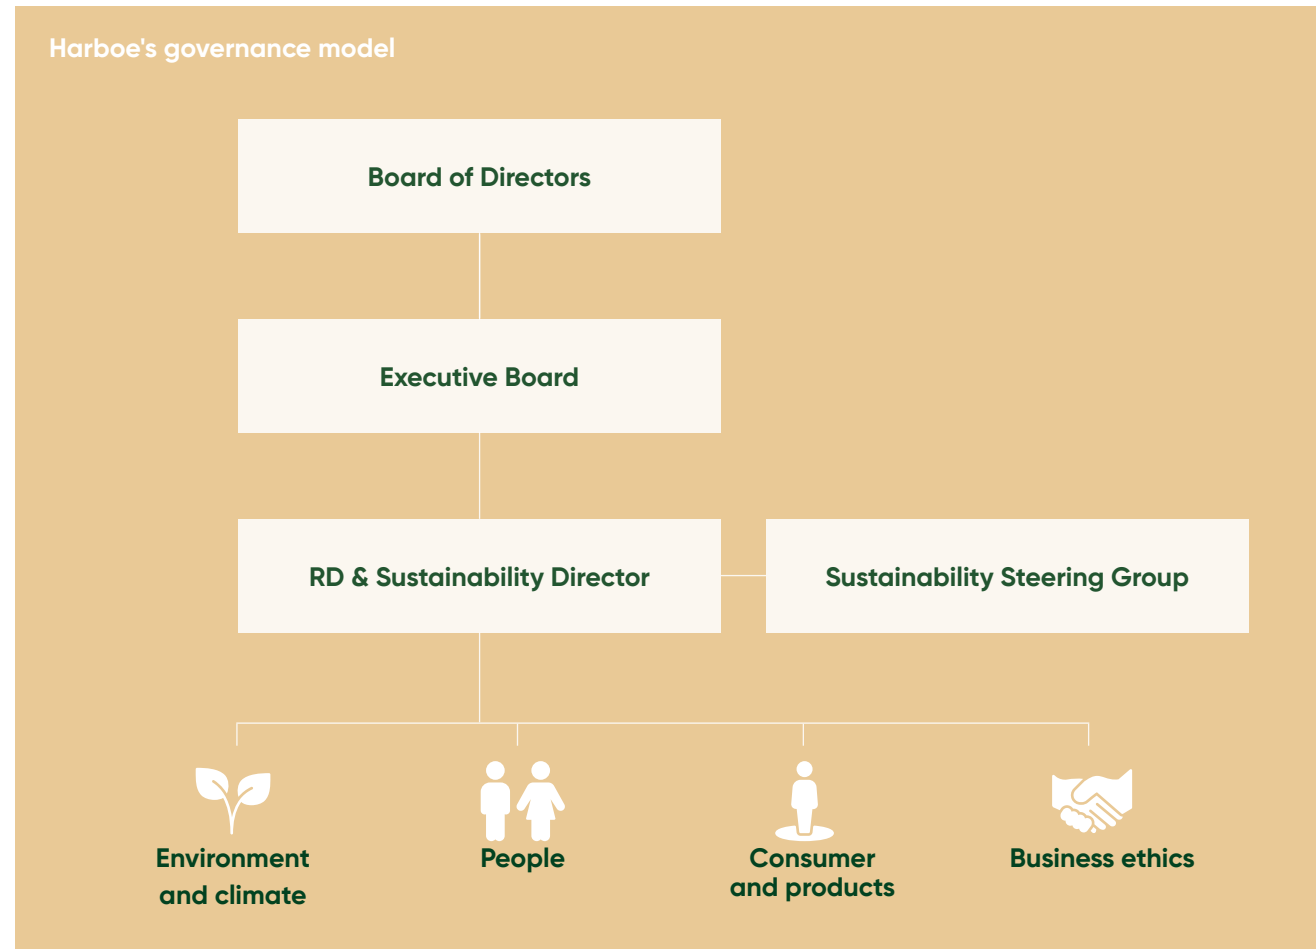 Harboe's governance model
Board of Directors
Executive Board
RD & Sustainability Director
Sustainability Steering Group
Environment
and climate
People
Consumer
and products
Business ethics